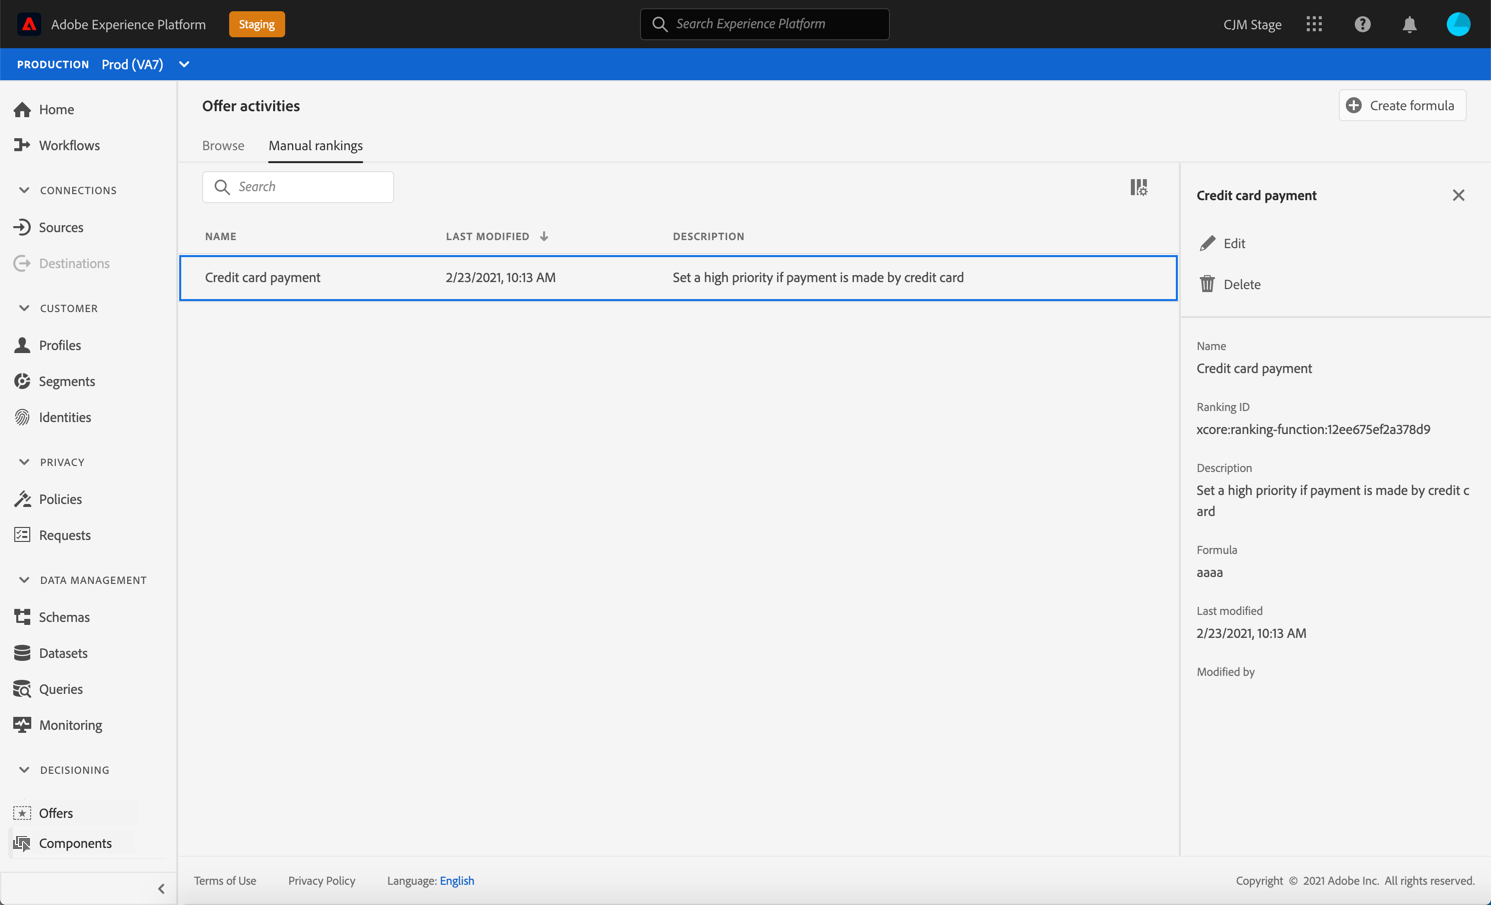 Adobe Experience Platform
Staging
Search Experience Platform
CJM Stage
PRODUCTION Prod (VA7)
Home
Workflows
CONNECTIONS
Sources
Destinations
CUSTOMER
Profiles
Segments
Identities
PRIVACY
Policies
Requests
DATA MANAGEMENT
Schemas
Datasets
Queries
Monitoring
DECISIONING
Offers
Components
Offer activities
Create formula
Browse Manual rankings
Search
NAME LAST MODIFIED DESCRIPTION
Credit card payment 2/23/2021, 10:13 AM Set a high priority if payment is made by credit card
Credit card payment
Edit
Delete
Name
Credit card payment
Ranking ID
xcore:ranking-function:12ee675ef2a378d9
Description
Set a high priority if payment is made by credit c
ard
Formula
aaaa
Last modified
2/23/2021, 10:13 AM
Modified by
Terms of Use Privacy Policy Language: English
Copyright © 2021 Adobe Inc. All rights reserved.